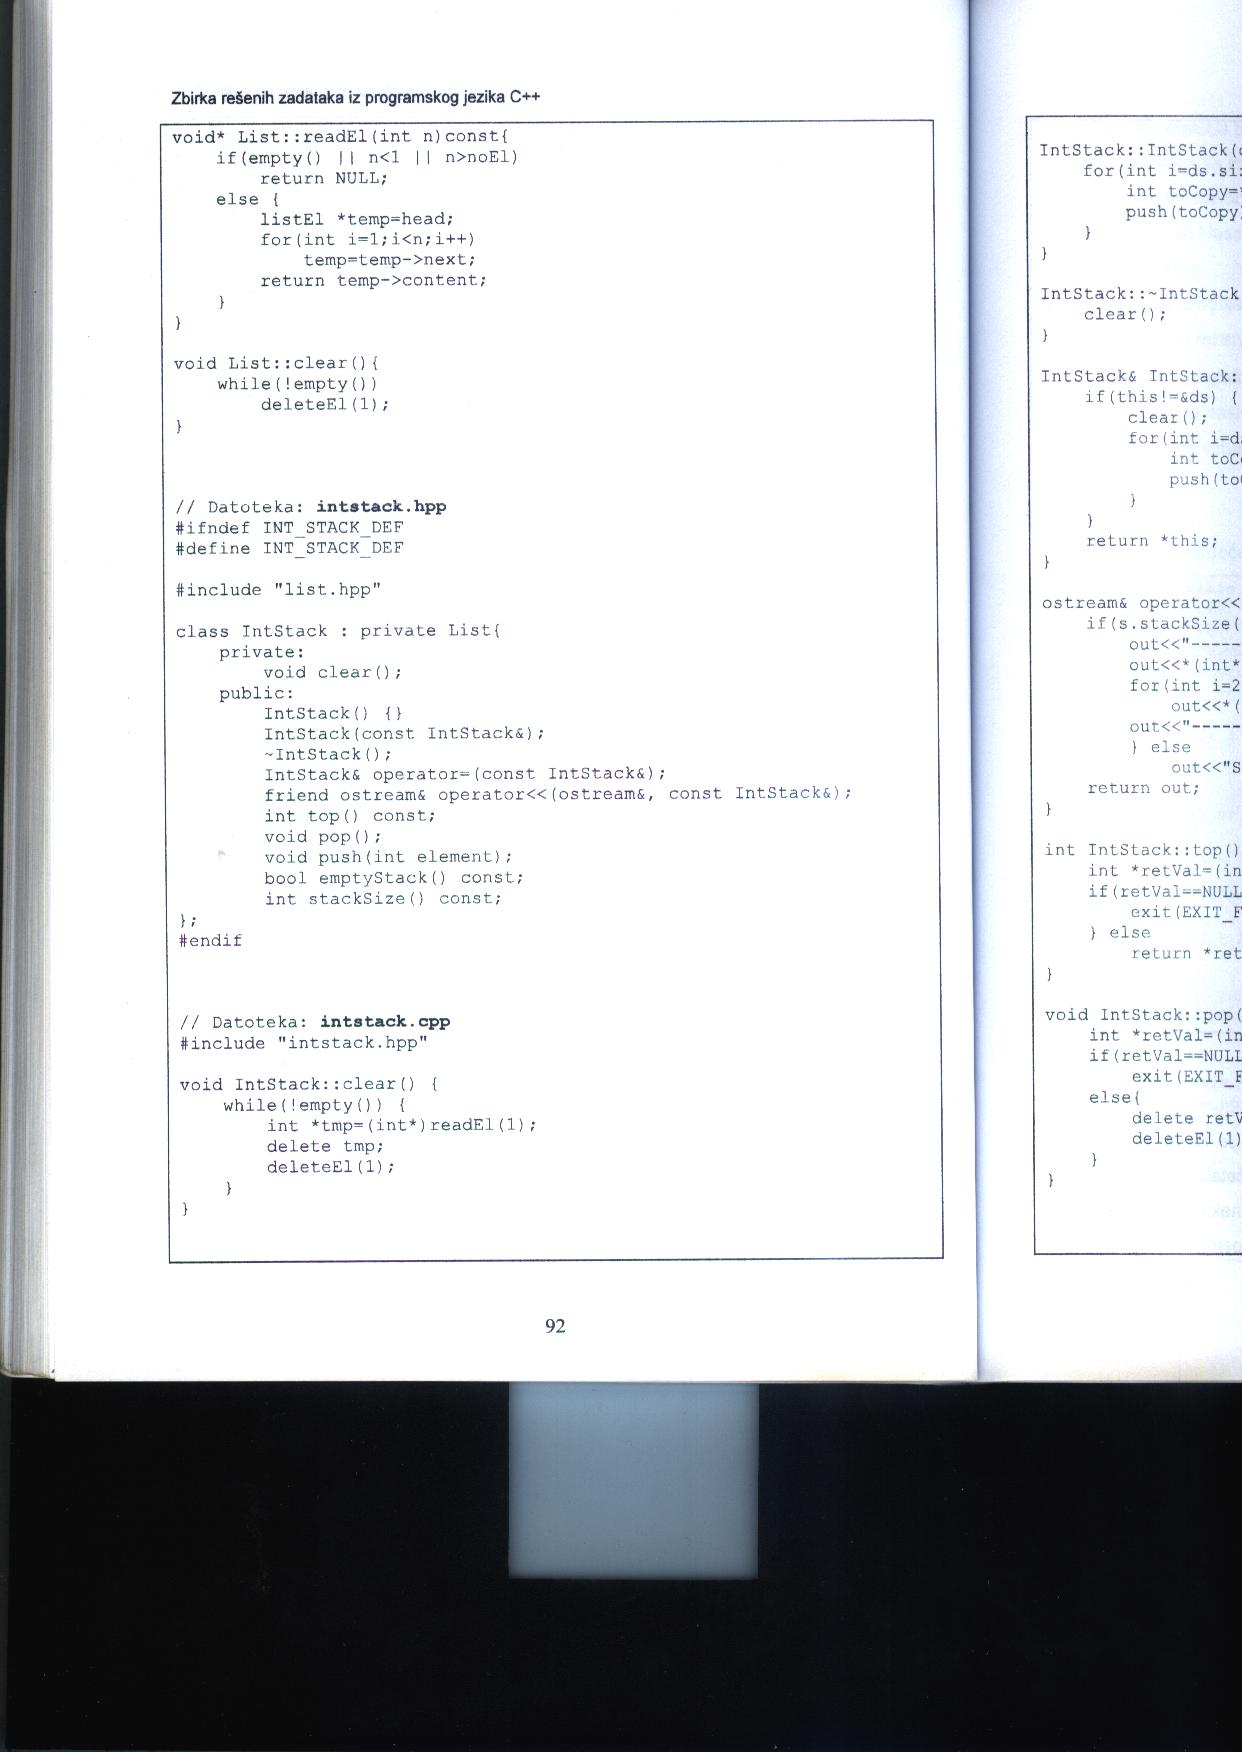 Zbirka rešenih zadataka iz programskog jezika C++
void* List::readEl(int n)const{
    if(empty() || n<1 || n>noEl)
        return NULL;
    else {
        listEl *temp=head;
        for(int i=1;i<n;i++)
            temp=temp->next;
        return temp->content;
    }
}
void List::clear(){
    while(!empty())
        deleteEl(1);
}
// Datoteka: intstack.hpp
#ifndef INT_STACK_DEF
#define INT_STACK_DEF
#include "list.hpp"
class IntStack : private List{
    private:
        void clear();
    public:
        IntStack() {}
        IntStack(const IntStack&);
        ~IntStack();
        IntStack& operator=(const IntStack&);
        friend ostream& operator<<(ostream&, const IntStack&);
        int top() const;
        void pop();
        void push(int element);
        bool emptyStack() const;
        int stackSize() const;
};
#endif
// Datoteka: intstack.cpp
#include "intstack.hpp"
void IntStack::clear() {
    while(!empty()) {
        int *tmp=(int*)readEl(1);
        delete tmp;
        deleteEl(1);
    }
}
92
IntStack::IntStack(
    for(int i=ds.si
        int toCopy=
        push(toCopy)
    }
}
IntStack::~IntStack
    clear();
}
IntStack& IntStack:
    if(this!=&ds) {
        clear();
        for(int i=d
            int toC
            push(to
        }
    }
    return *this;
}
ostream& operator<<
    if(s.stackSize(
        out<<"-----
        out<<*(int*
        for(int i=2
            out<<*(
        out<<"-----
        } else
            out<<"S
    return out;
}
int IntStack::top()
    int *retVal=(in
    if(retVal==NULL
        exit(EXIT_F
    } else
        return *ret
}
void IntStack::pop(
    int *retVal=(in
    if(retVal==NULL
        exit(EXIT_F
    else{
        delete retV
        deleteEl(1)
    }
}